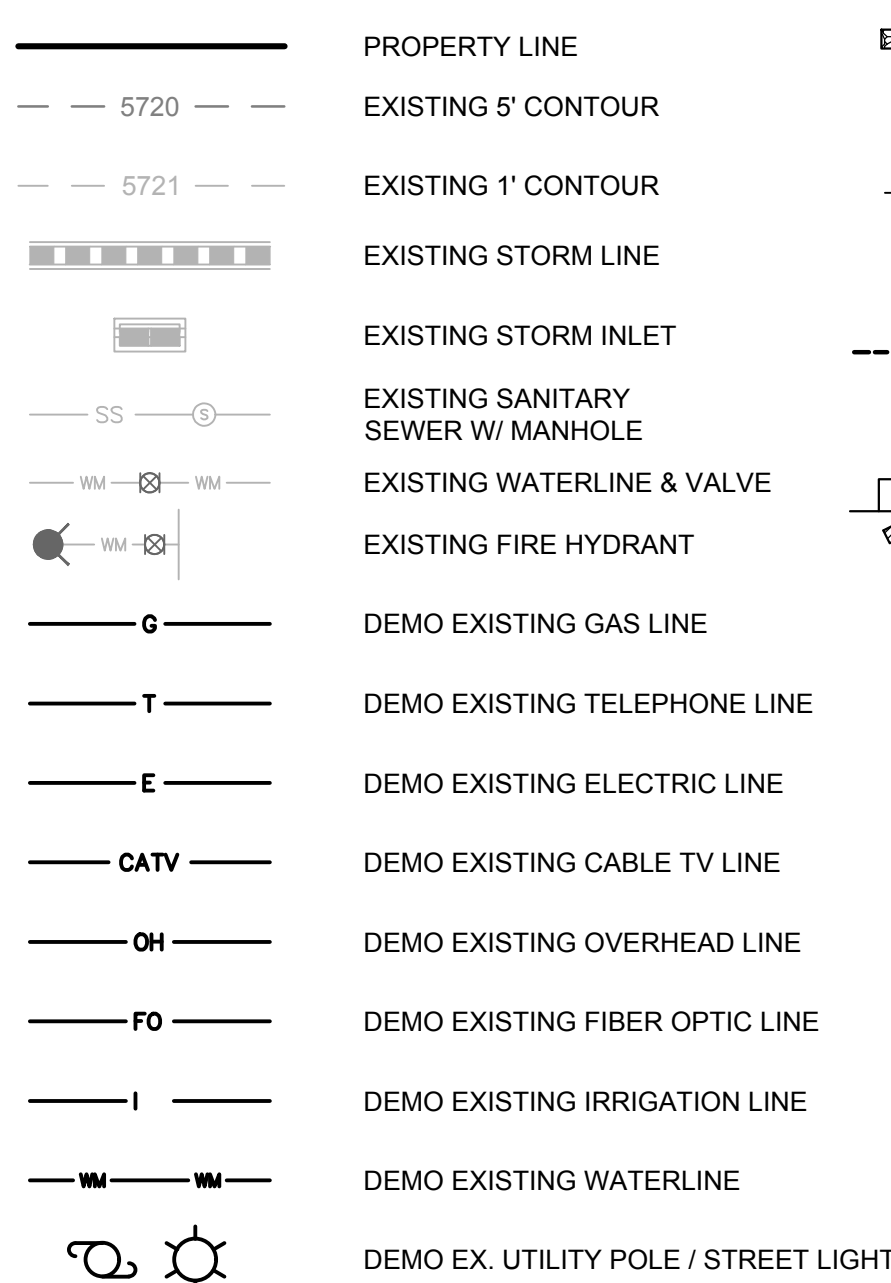 PROPERTY LINE
5720 EXISTING 5' CONTOUR
5721 EXISTING 1' CONTOUR
EXISTING STORM LINE
EXISTING STORM INLET
SS S EXISTING SANITARY
SEWER W/ MANHOLE
WM WM EXISTING WATERLINE & VALVE
WM EXISTING FIRE HYDRANT
G DEMO EXISTING GAS LINE
T DEMO EXISTING TELEPHONE LINE
E DEMO EXISTING ELECTRIC LINE
CATV DEMO EXISTING CABLE TV LINE
OH DEMO EXISTING OVERHEAD LINE
FO DEMO EXISTING FIBER OPTIC LINE
I DEMO EXISTING IRRIGATION LINE
WM WM DEMO EXISTING WATERLINE
DEMO EX. UTILITY POLE / STREET LIGHT